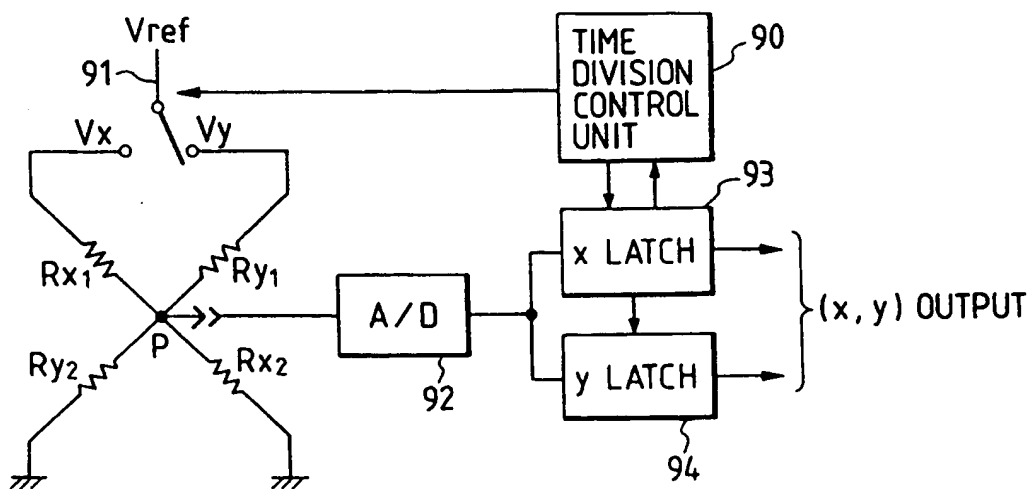 Vref
91
Vx
Vy
Rx1
Ry1
P
Ry2
Rx2
A/D
92
TIME
DIVISION
CONTROL
UNIT
90
93
x LATCH
y LATCH
94
(x, y) OUTPUT